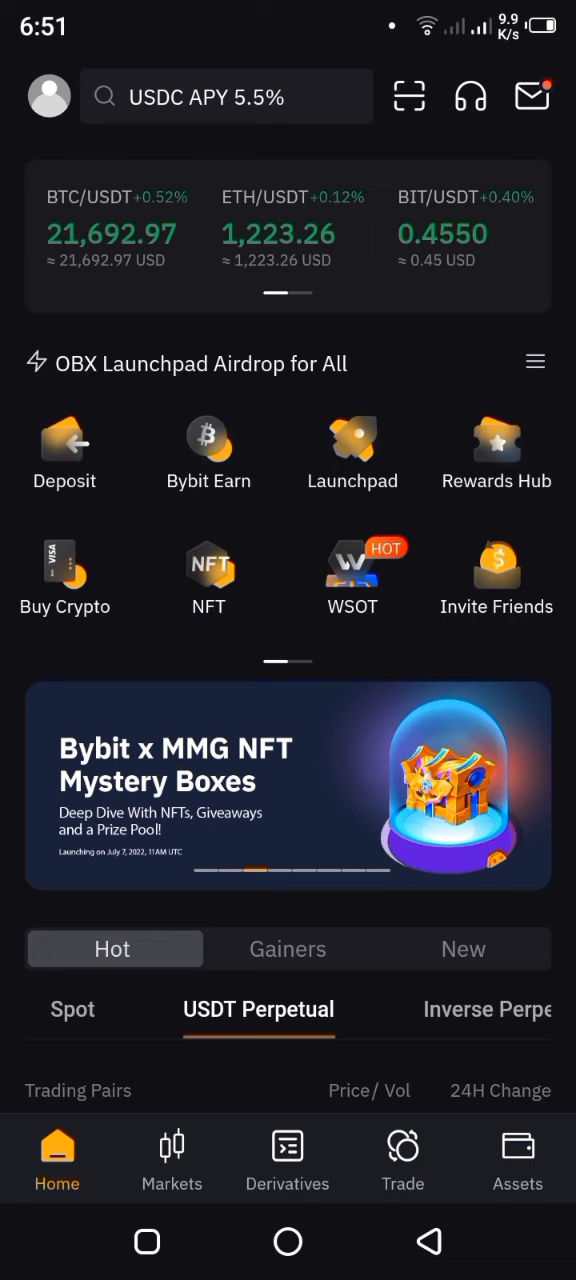 6:51
9.9
K/s
USDC APY 5.5%
BTC/USDT+0.52% ETH/USDT+0.12% BIT/USDT+0.40%
21,692.97 1,223.26 0.4550
≈ 21,692.97 USD ≈ 1,223.26 USD ≈ 0.45 USD
OBX Launchpad Airdrop for All
Deposit Bybit Earn Launchpad Rewards Hub
VISA NFT W HOT
Buy Crypto NFT WSOT Invite Friends
Bybit x MMG NFT
Mystery Boxes
Deep Dive With NFTs, Giveaways
and a Prize Pool!
Launching on July 7, 2022, 11AM UTC
Hot Gainers New
Spot USDT Perpetual Inverse Perpe
Trading Pairs Price/ Vol 24H Change
Home Markets Derivatives Trade Assets